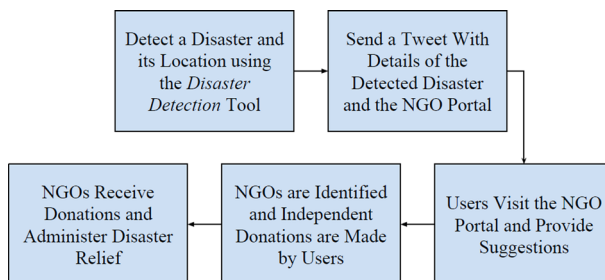 Detect a Disaster and
its Location using
the Disaster
Detection Tool
Send a Tweet With
Details of the
Detected Disaster
and the NGO Portal
Users Visit the NGO
Portal and Provide
Suggestions
NGOs are Identified
and Independent
Donations are Made
by Users
NGOs Receive
Donations and
Administer Disaster
Relief